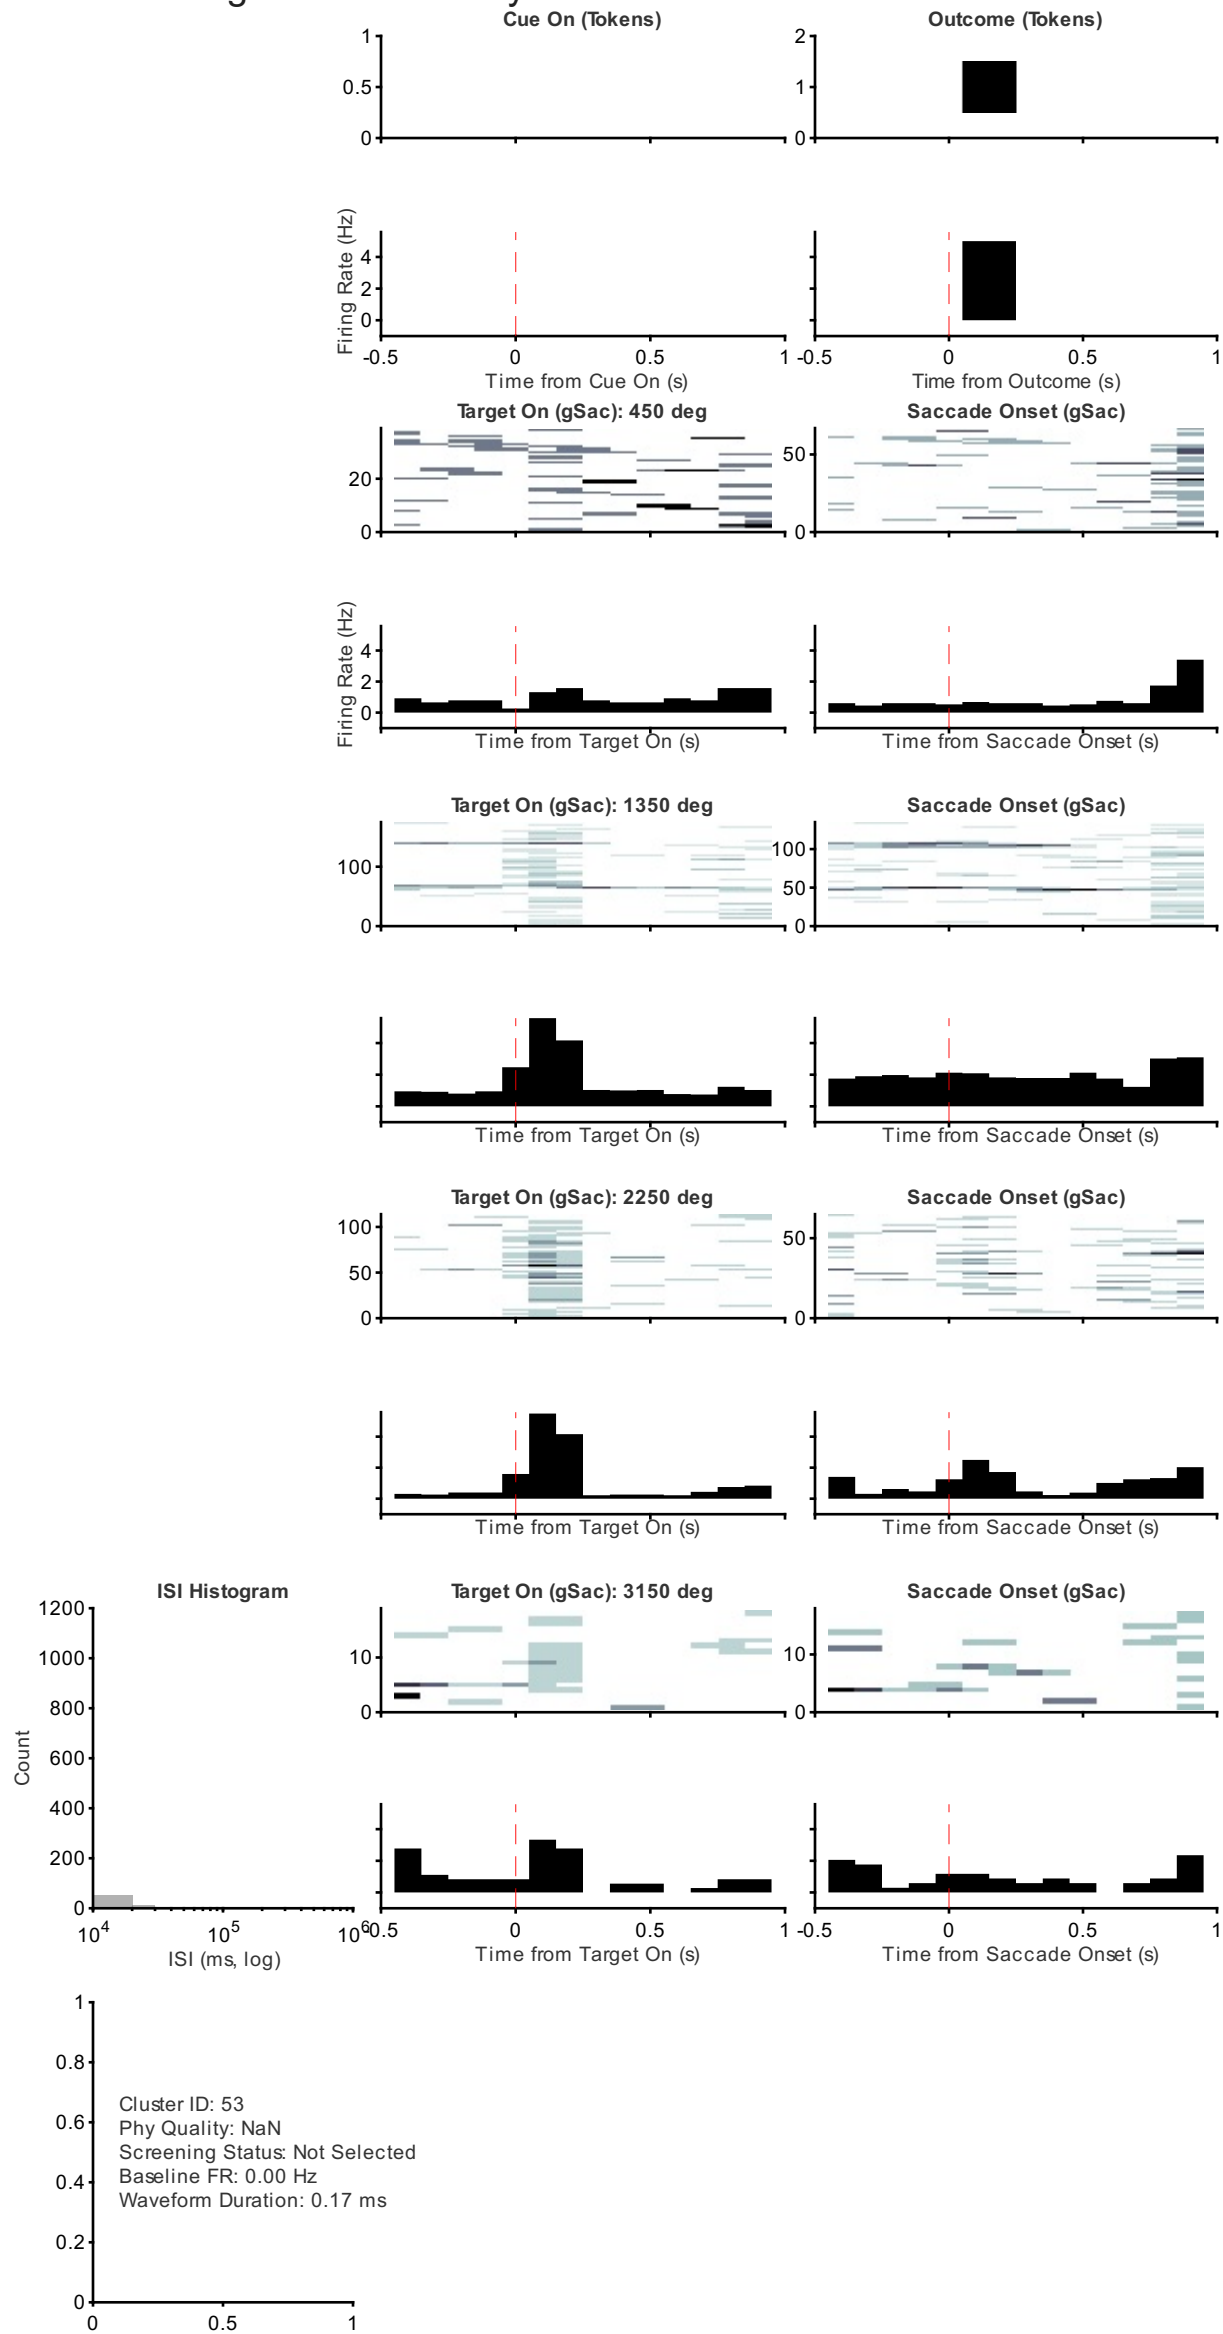 Cue On (Tokens)
Outcome (Tokens)
1
0.5
0
2
1
0
Firing Rate (Hz)
4
2
0
-0.5
0
0.5
1
-0.5
0
0.5
1
Time from Cue On (s)
Time from Outcome (s)
Target On (gSac): 450 deg
Saccade Onset (gSac)
20
0
50
0
Firing Rate (Hz)
4
2
0
Time from Target On (s)
Time from Saccade Onset (s)
Target On (gSac): 1350 deg
Saccade Onset (gSac)
100
0
100
50
0
Time from Target On (s)
Time from Saccade Onset (s)
Target On (gSac): 2250 deg
Saccade Onset (gSac)
100
50
0
50
0
Time from Target On (s)
Time from Saccade Onset (s)
ISI Histogram
Target On (gSac): 3150 deg
Saccade Onset (gSac)
1200
1000
800
600
400
200
0
Count
10
0
10
0
10^4
10^5
10^6
ISI (ms, log)
-0.5
0
0.5
1
-0.5
0
0.5
1
Time from Target On (s)
Time from Saccade Onset (s)
1
0.8
0.6
0.4
0.2
0
Cluster ID: 53
Phy Quality: NaN
Screening Status: Not Selected
Baseline FR: 0.00 Hz
Waveform Duration: 0.17 ms
0
0.5
1